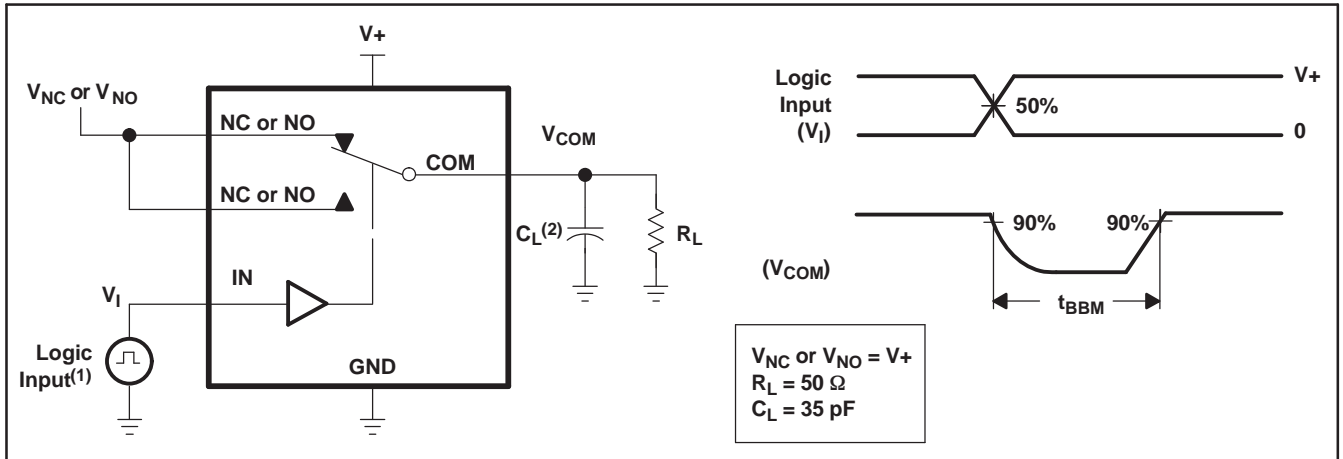 V+
VNC or VNO
NC or NO
VCOM
COM
NC or NO
CL(2)
RL
IN
VI
Logic
Input(1)
GND
Logic
Input
(VI)
V+
50%
0
90%
90%
(VCOM)
tBBM
VNC or VNO = V+
RL = 50 Ω
CL = 35 pF